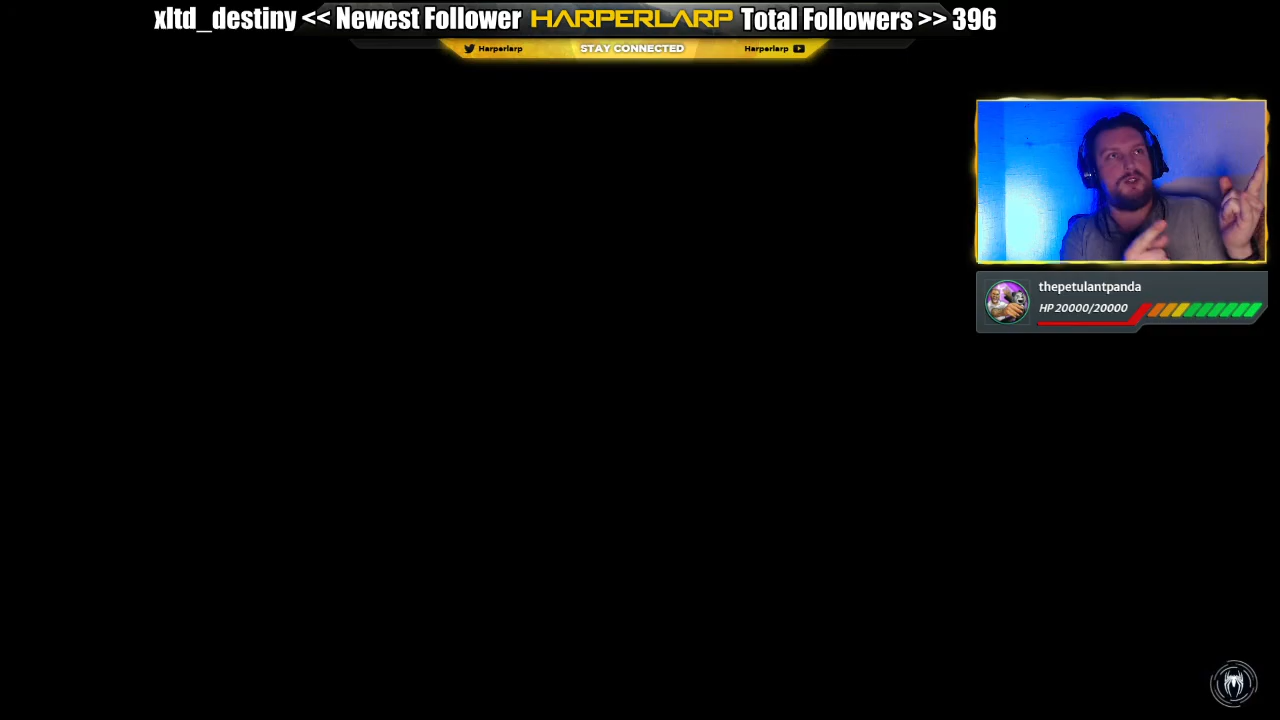 xltd_destiny << Newest Follower HARPERLARP Total Followers >> 396
Harperlarp STAY CONNECTED Harperlarp
thepetulantpanda
HP 20000/20000